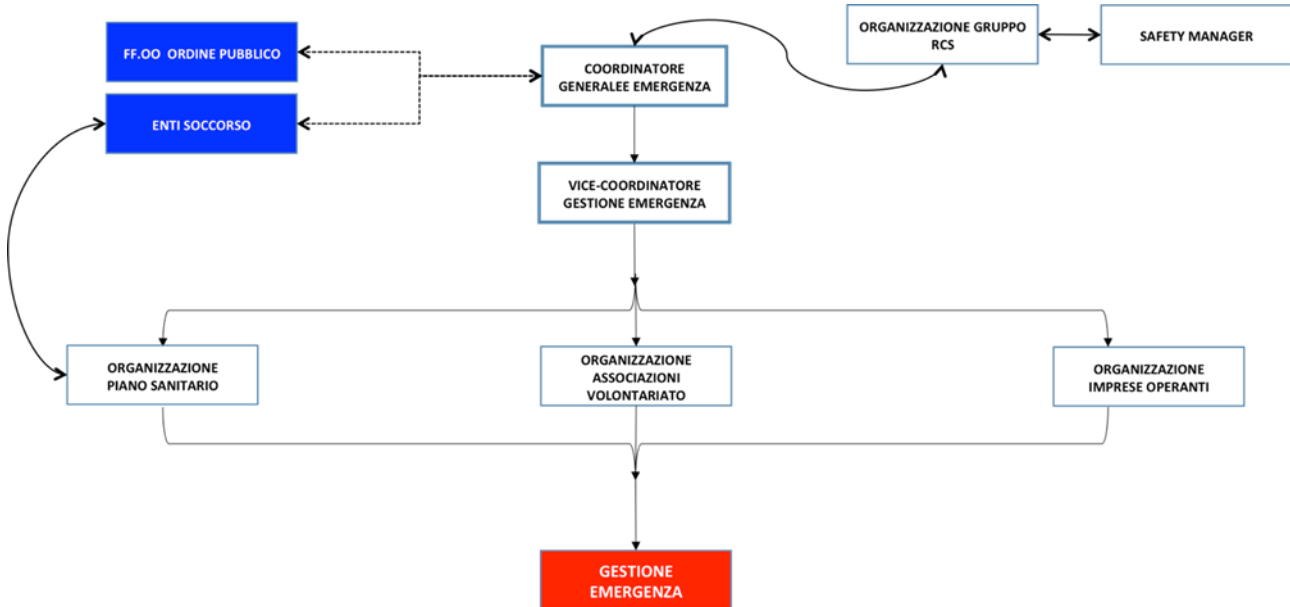 FF.OO ORDINE PUBBLICO
ENTI SOCCORSO
COORDINATORE
GENERALEE EMERGENZA
ORGANIZZAZIONE GRUPPO
RCS
SAFETY MANAGER
VICE-COORDINATORE
GESTIONE EMERGENZA
ORGANIZZAZIONE
PIANO SANITARIO
ORGANIZZAZIONE
ASSOCIAZIONI
VOLONTARIATO
ORGANIZZAZIONE
IMPRESE OPERANTI
GESTIONE
EMERGENZA